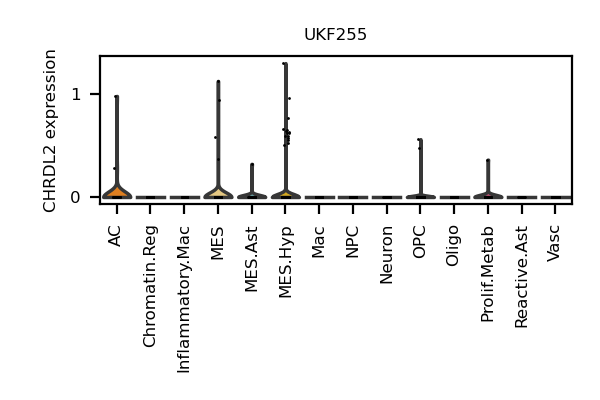 UKF255
CHRDL2 expression
1
0
AC
Chromatin.Reg
Inflammatory.Mac
MES
MES.Ast
MES.Hyp
Mac
NPC
Neuron
OPC
Oligo
Prolif.Metab
Reactive.Ast
Vasc